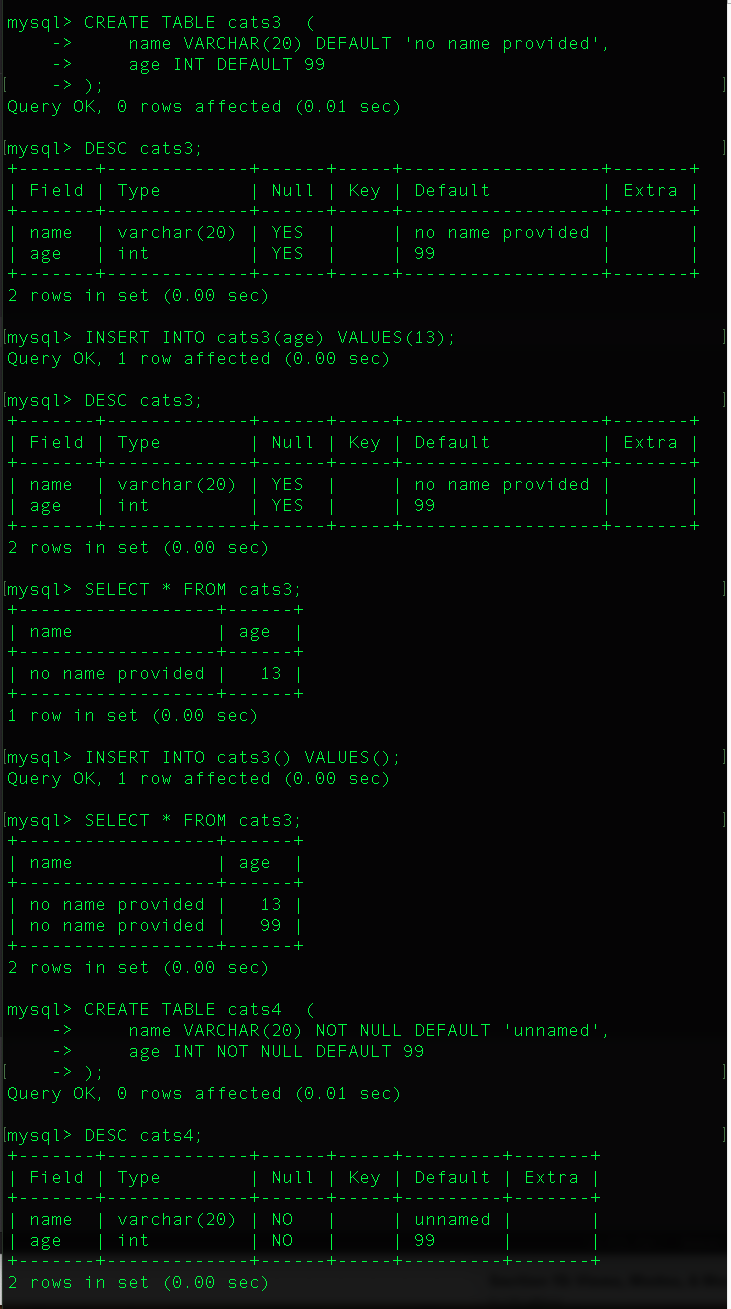 mysql> CREATE TABLE cats3  (
    ->     name VARCHAR(20) DEFAULT 'no name provided',
    ->     age INT DEFAULT 99
[    -> );                                                            ]
Query OK, 0 rows affected (0.01 sec)

[mysql> DESC cats3;                                                   ]
+-------+-------------+------+-----+------------------+-------+
| Field | Type        | Null | Key | Default          | Extra |
+-------+-------------+------+-----+------------------+-------+
| name  | varchar(20) | YES  |     | no name provided |       |
| age   | int         | YES  |     | 99               |       |
+-------+-------------+------+-----+------------------+-------+
2 rows in set (0.00 sec)

[mysql> INSERT INTO cats3(age) VALUES(13);                            ]
Query OK, 1 row affected (0.00 sec)

[mysql> DESC cats3;                                                   ]
+-------+-------------+------+-----+------------------+-------+
| Field | Type        | Null | Key | Default          | Extra |
+-------+-------------+------+-----+------------------+-------+
| name  | varchar(20) | YES  |     | no name provided |       |
| age   | int         | YES  |     | 99               |       |
+-------+-------------+------+-----+------------------+-------+
2 rows in set (0.00 sec)

[mysql> SELECT * FROM cats3;                                          ]
+------------------+------+
| name             | age  |
+------------------+------+
| no name provided |   13 |
+------------------+------+
1 row in set (0.00 sec)

[mysql> INSERT INTO cats3() VALUES();                                 ]
Query OK, 1 row affected (0.00 sec)

[mysql> SELECT * FROM cats3;                                          ]
+------------------+------+
| name             | age  |
+------------------+------+
| no name provided |   13 |
| no name provided |   99 |
+------------------+------+
2 rows in set (0.00 sec)

mysql> CREATE TABLE cats4  (
    ->     name VARCHAR(20) NOT NULL DEFAULT 'unnamed',
    ->     age INT NOT NULL DEFAULT 99
[    -> );                                                            ]
Query OK, 0 rows affected (0.01 sec)

[mysql> DESC cats4;                                                   ]
+-------+-------------+------+-----+---------+-------+
| Field | Type        | Null | Key | Default | Extra |
+-------+-------------+------+-----+---------+-------+
| name  | varchar(20) | NO   |     | unnamed |       |
| age   | int         | NO   |     | 99      |       |
+-------+-------------+------+-----+---------+-------+
2 rows in set (0.00 sec)